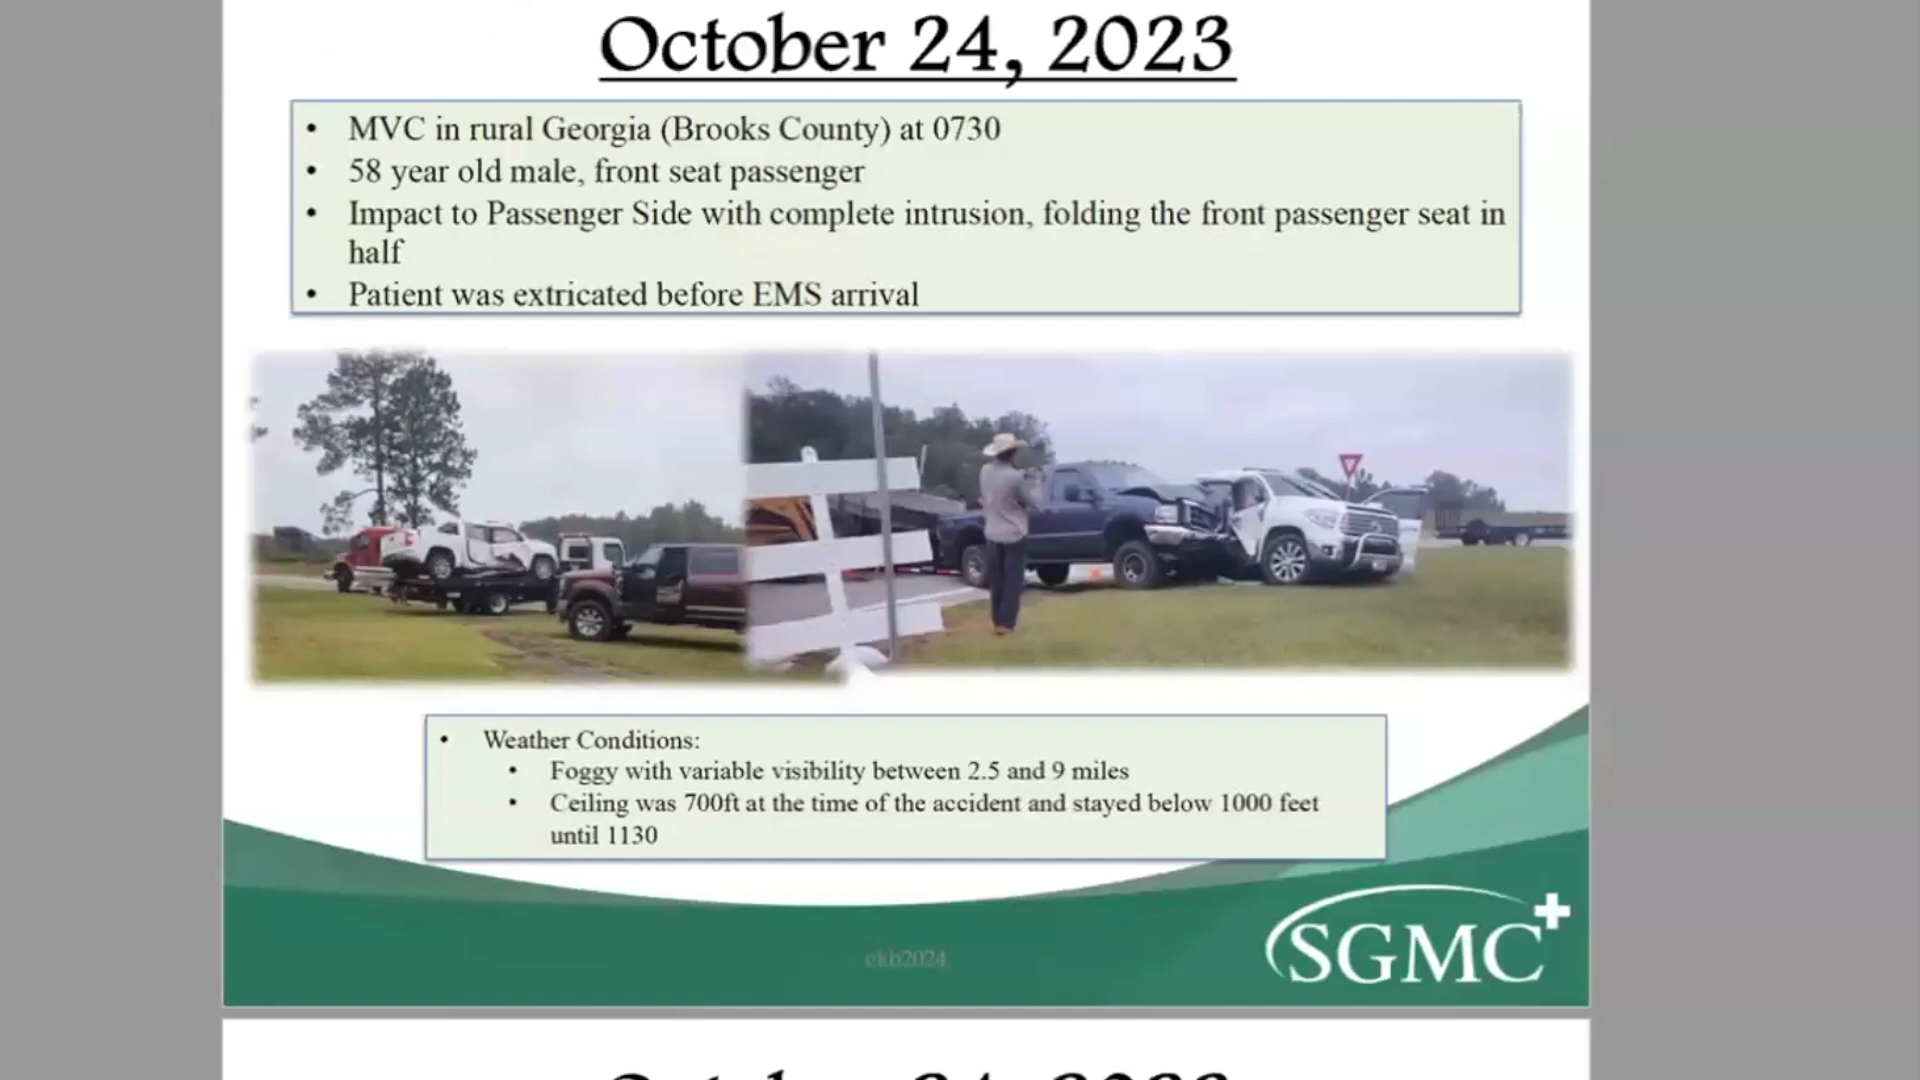 October 24, 2023
• MVC in rural Georgia (Brooks County) at 0730
• 58 year old male, front seat passenger
• Impact to Passenger Side with complete intrusion, folding the front passenger seat in
half
• Patient was extricated before EMS arrival
• Weather Conditions:
• Foggy with variable visibility between 2.5 and 9 miles
• Ceiling was 700ft at the time of the accident and stayed below 1000 feet
until 1130
ekb2024
SGMC
October 24, 2023